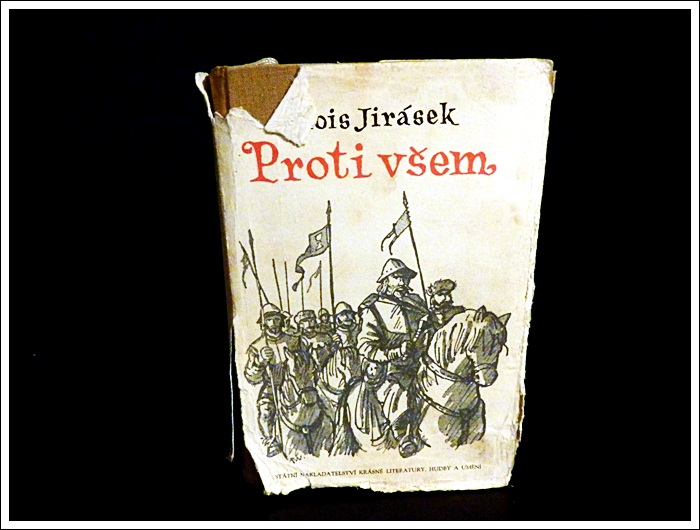 ois Jirásek
Proti všem
STÁTNÍ NAKLADATELSTVÍ KRÁSNÉ LITERATURY, HUDBY A UMĚNÍ